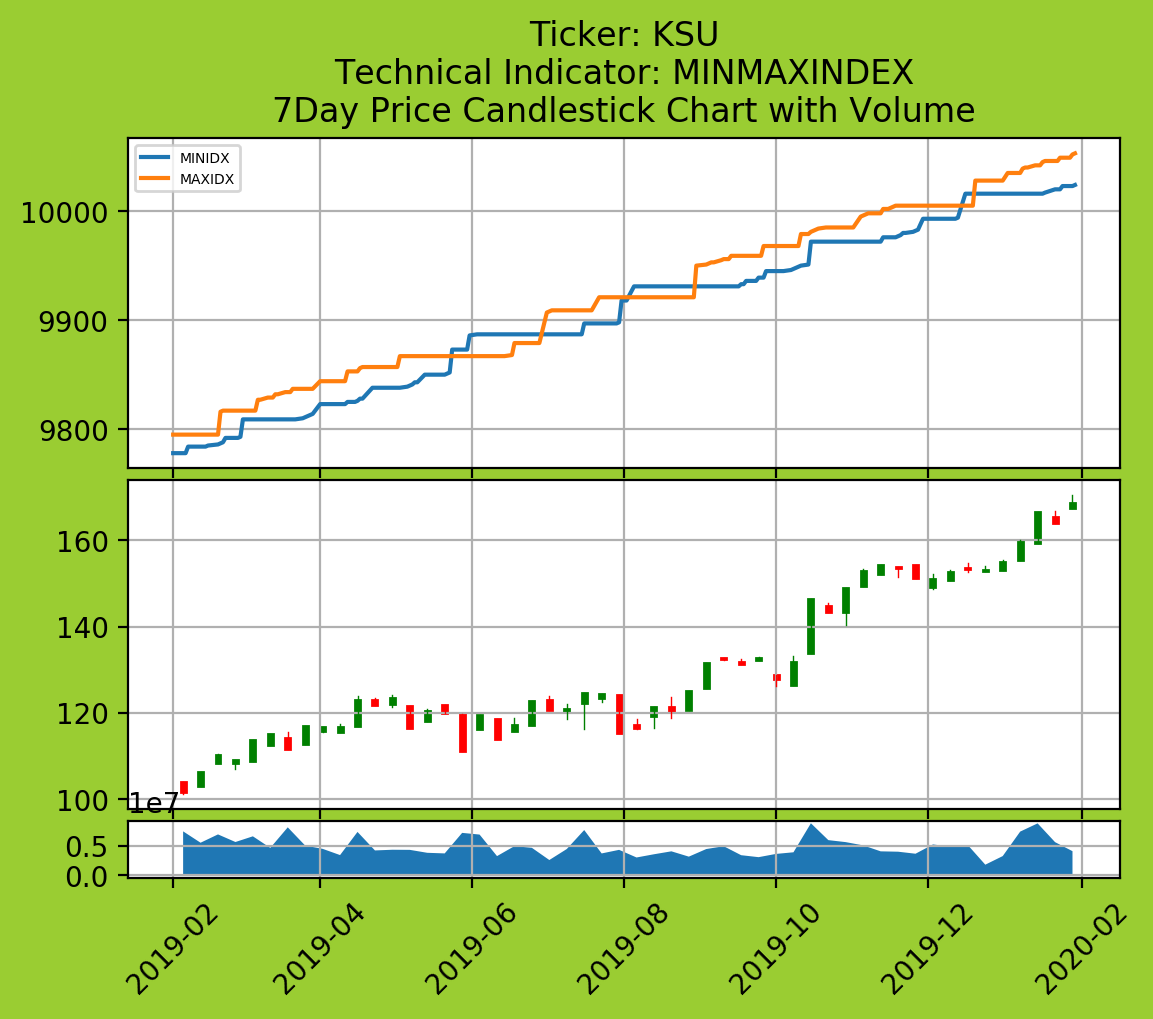 Ticker: KSU
Technical Indicator: MINMAXINDEX
7Day Price Candlestick Chart with Volume
MINIDX
MAXIDX
10000
9900
9800
160
140
120
100
1e7
0.5
0.0
2019-02
2019-04
2019-06
2019-08
2019-10
2019-12
2020-02